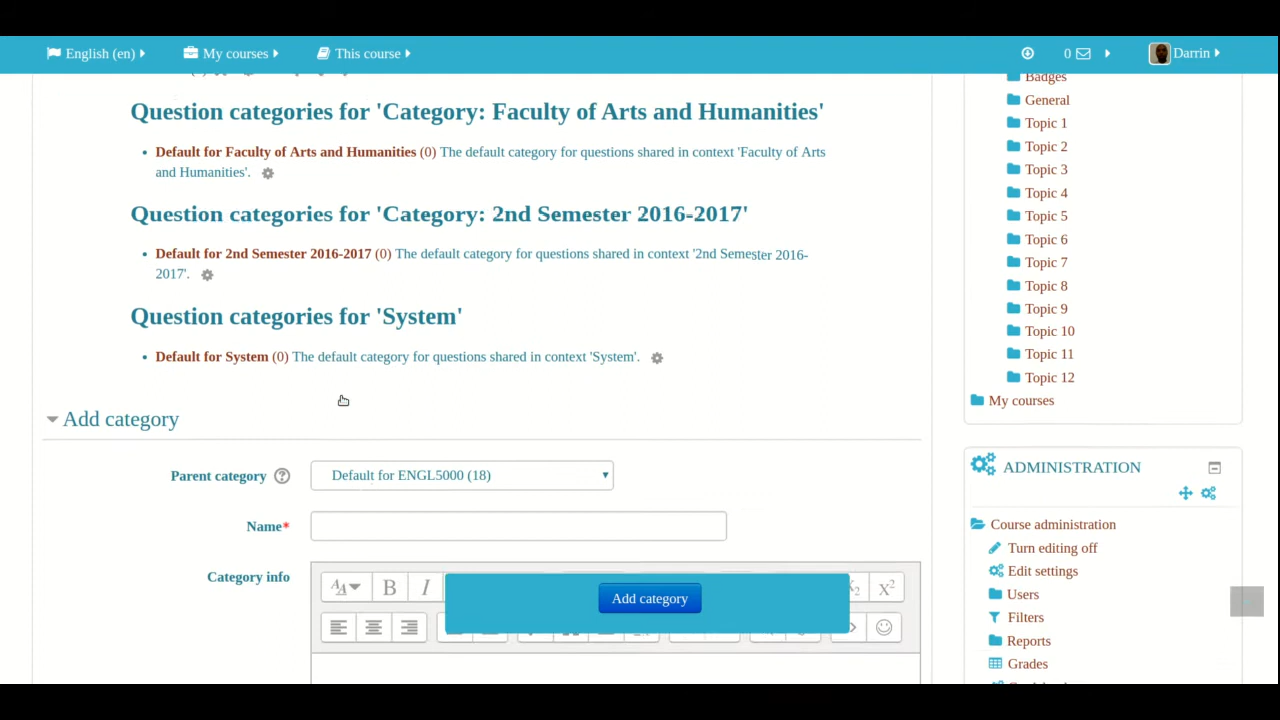 English (en)
My courses
This course
0
Darrin
Question categories for 'Category: Faculty of Arts and Humanities'
Default for Faculty of Arts and Humanities (0) The default category for questions shared in context 'Faculty of Arts
and Humanities'.
Question categories for 'Category: 2nd Semester 2016-2017'
Default for 2nd Semester 2016-2017 (0) The default category for questions shared in context '2nd Semester 2016-
2017'.
Question categories for 'System'
Default for System (0) The default category for questions shared in context 'System'.
Add category
Parent category
Default for ENGL5000 (18)
Name*
Category info
B
I
X²
Add category
Badges
General
Topic 1
Topic 2
Topic 3
Topic 4
Topic 5
Topic 6
Topic 7
Topic 8
Topic 9
Topic 10
Topic 11
Topic 12
My courses
ADMINISTRATION
Course administration
Turn editing off
Edit settings
Users
Filters
Reports
Grades